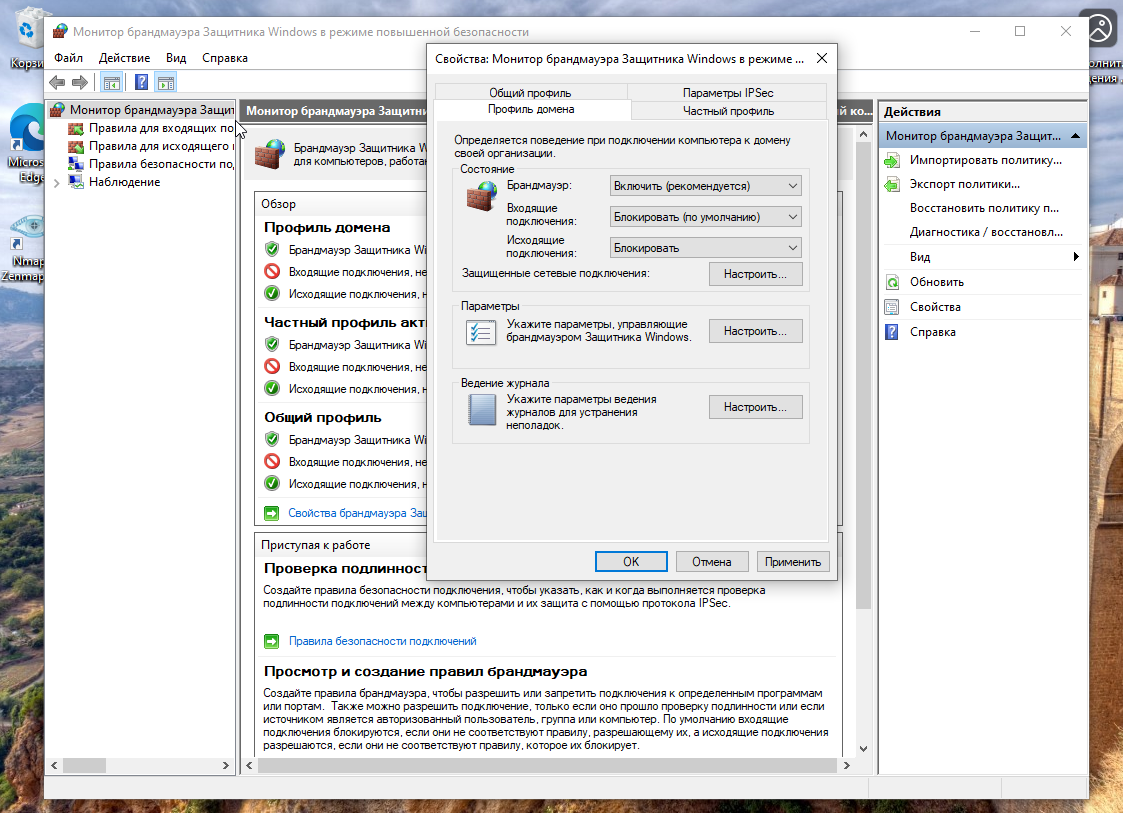 Монитор брандмауэра Защитника Windows в режиме повышенной безопасности
Файл Действие Вид Справка
Корзи
Micros
Edge
Nmap
Zenmap
Монитор брандмауэра Защи
Правила для входящих по
Правила для исходящего
Правила безопасности по
Наблюдение
Монитор брандмауэра Защитни
й ко...
Брандмауэр Защитника W
для компьютеров, работа
Обзор
Профиль домена
Брандмауэр Защитника Wi
Входящие подключения, не
Исходящие подключения, н
Частный профиль акт
Брандмауэр Защитника Wi
Входящие подключения, не
Исходящие подключения, н
Общий профиль
Брандмауэр Защитника Wi
Входящие подключения, не
Исходящие подключения, н
Свойства брандмауэра Защ
Приступая к работе
Проверка подлинност
Создайте правила безопасности подключения, чтобы указать, как и когда выполняется проверка
подлинности подключений между компьютерами и их защита с помощью протокола IPSec.
Правила безопасности подключений
Просмотр и создание правил брандмауэра
Создайте правила брандмауэра, чтобы разрешить или запретить подключения к определенным программам
или портам. Также можно разрешить подключение, только если оно прошло проверку подлинности или если
источником является авторизованный пользователь, группа или компьютер. По умолчанию входящие
подключения блокируются, если они не соответствуют правилу, разрешающему их, а исходящие подключения
разрешаются, если они не соответствуют правилу, которое их блокирует.
Свойства: Монитор брандмауэра Защитника Windows в режиме ...
Общий профиль Параметры IPSec
Профиль домена Частный профиль
Определяется поведение при подключении компьютера к домену
своей организации.
Состояние
Брандмауэр: Включить (рекомендуется)
Входящие
подключения: Блокировать (по умолчанию)
Исходящие
подключения: Блокировать
Защищенные сетевые подключения: Настроить...
Параметры
Укажите параметры, управляющие
брандмауэром Защитника Windows. Настроить...
Ведение журнала
Укажите параметры ведения
журналов для устранения
неполадок. Настроить...
OK Отмена Применить
Действия
Монитор брандмауэра Защит...
Импортировать политику...
Экспорт политики...
Восстановить политику п...
Диагностика / восстановл...
Вид
Обновить
Свойства
Справка